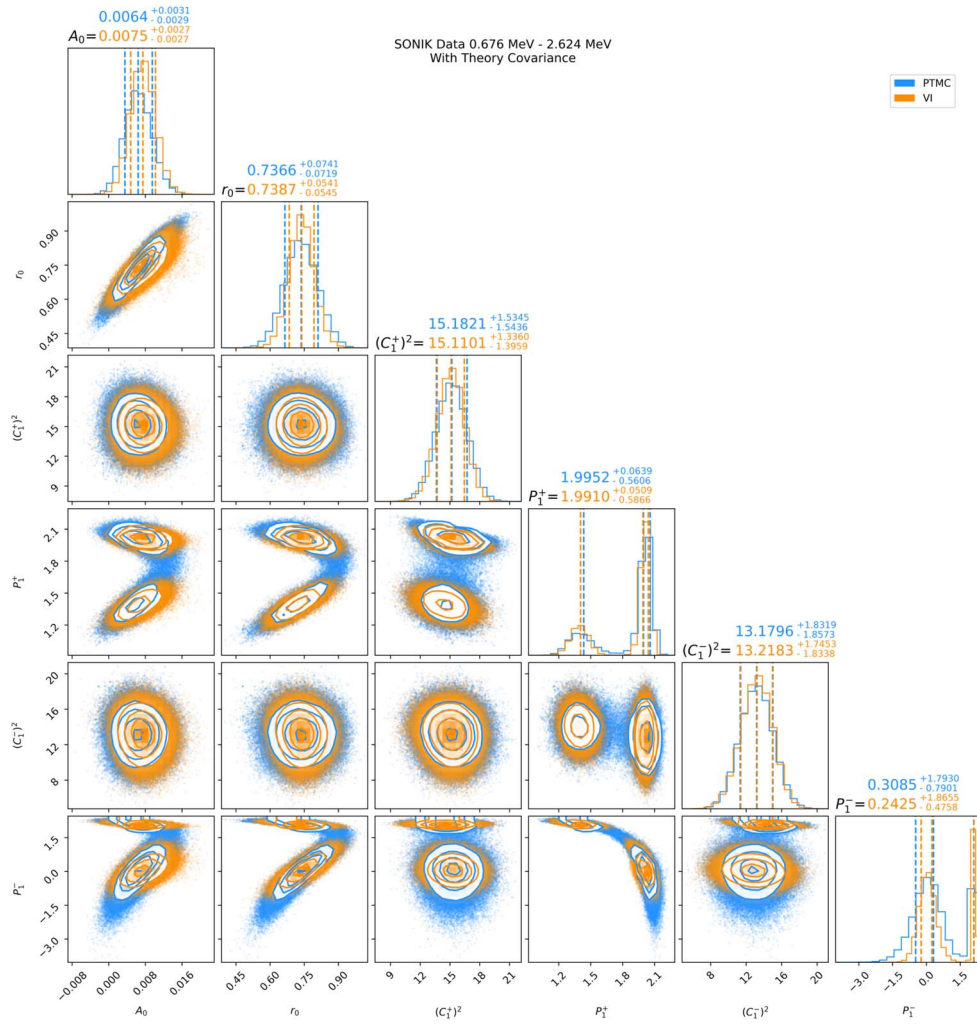 0.0064 +0.0031 - 0.0029
A₀= 0.0075 +0.0027 - 0.0027
SONIK Data 0.676 MeV - 2.624 MeV
With Theory Covariance
PTMC
VI
0.7366 +0.0741 - 0.0719
r₀= 0.7387 +0.0541 - 0.0545
0.90
0.75
0.60
0.45
r₀
15.1821 +1.5345 - 1.5436
(C₁⁺)²= 15.1101 +1.3360 - 1.3959
21
18
15
12
9
(C₁⁺)²
1.9952 +0.0639 - 0.5606
P₁⁺= 1.9910 +0.0509 - 0.5866
2.1
1.8
1.5
1.2
P₁⁺
13.1796 +1.8319 - 1.8573
(C₁⁻)²= 13.2183 +1.7453 - 1.8338
20
16
12
8
(C₁⁻)²
0.3085 +1.7930 - 0.7901
P₁⁻= 0.2425 +1.8655 - 0.4758
1.5
0.0
−1.5
−3.0
P₁⁻
−0.008 0.000 0.008 0.016 0.45 0.60 0.75 0.90 9 12 15 18 21 1.2 1.5 1.8 2.1 8 12 16 20 −3.0 −1.5 0.0 1.5
A₀ r₀ (C₁⁺)² P₁⁺ (C₁⁻)² P₁⁻